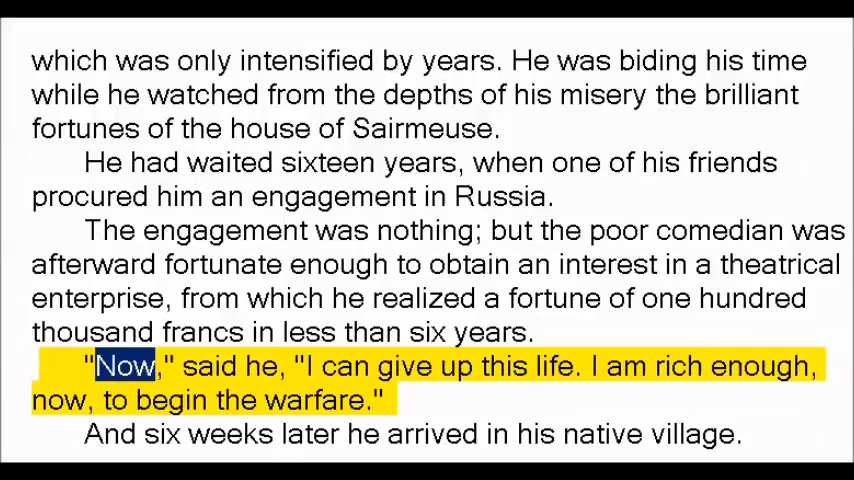 which was only intensified by years. He was biding his time
while he watched from the depths of his misery the brilliant
fortunes of the house of Sairmeuse.
He had waited sixteen years, when one of his friends
procured him an engagement in Russia.
The engagement was nothing; but the poor comedian was
afterward fortunate enough to obtain an interest in a theatrical
enterprise, from which he realized a fortune of one hundred
thousand francs in less than six years.
"Now," said he, "I can give up this life. I am rich enough,
now, to begin the warfare."
And six weeks later he arrived in his native village.